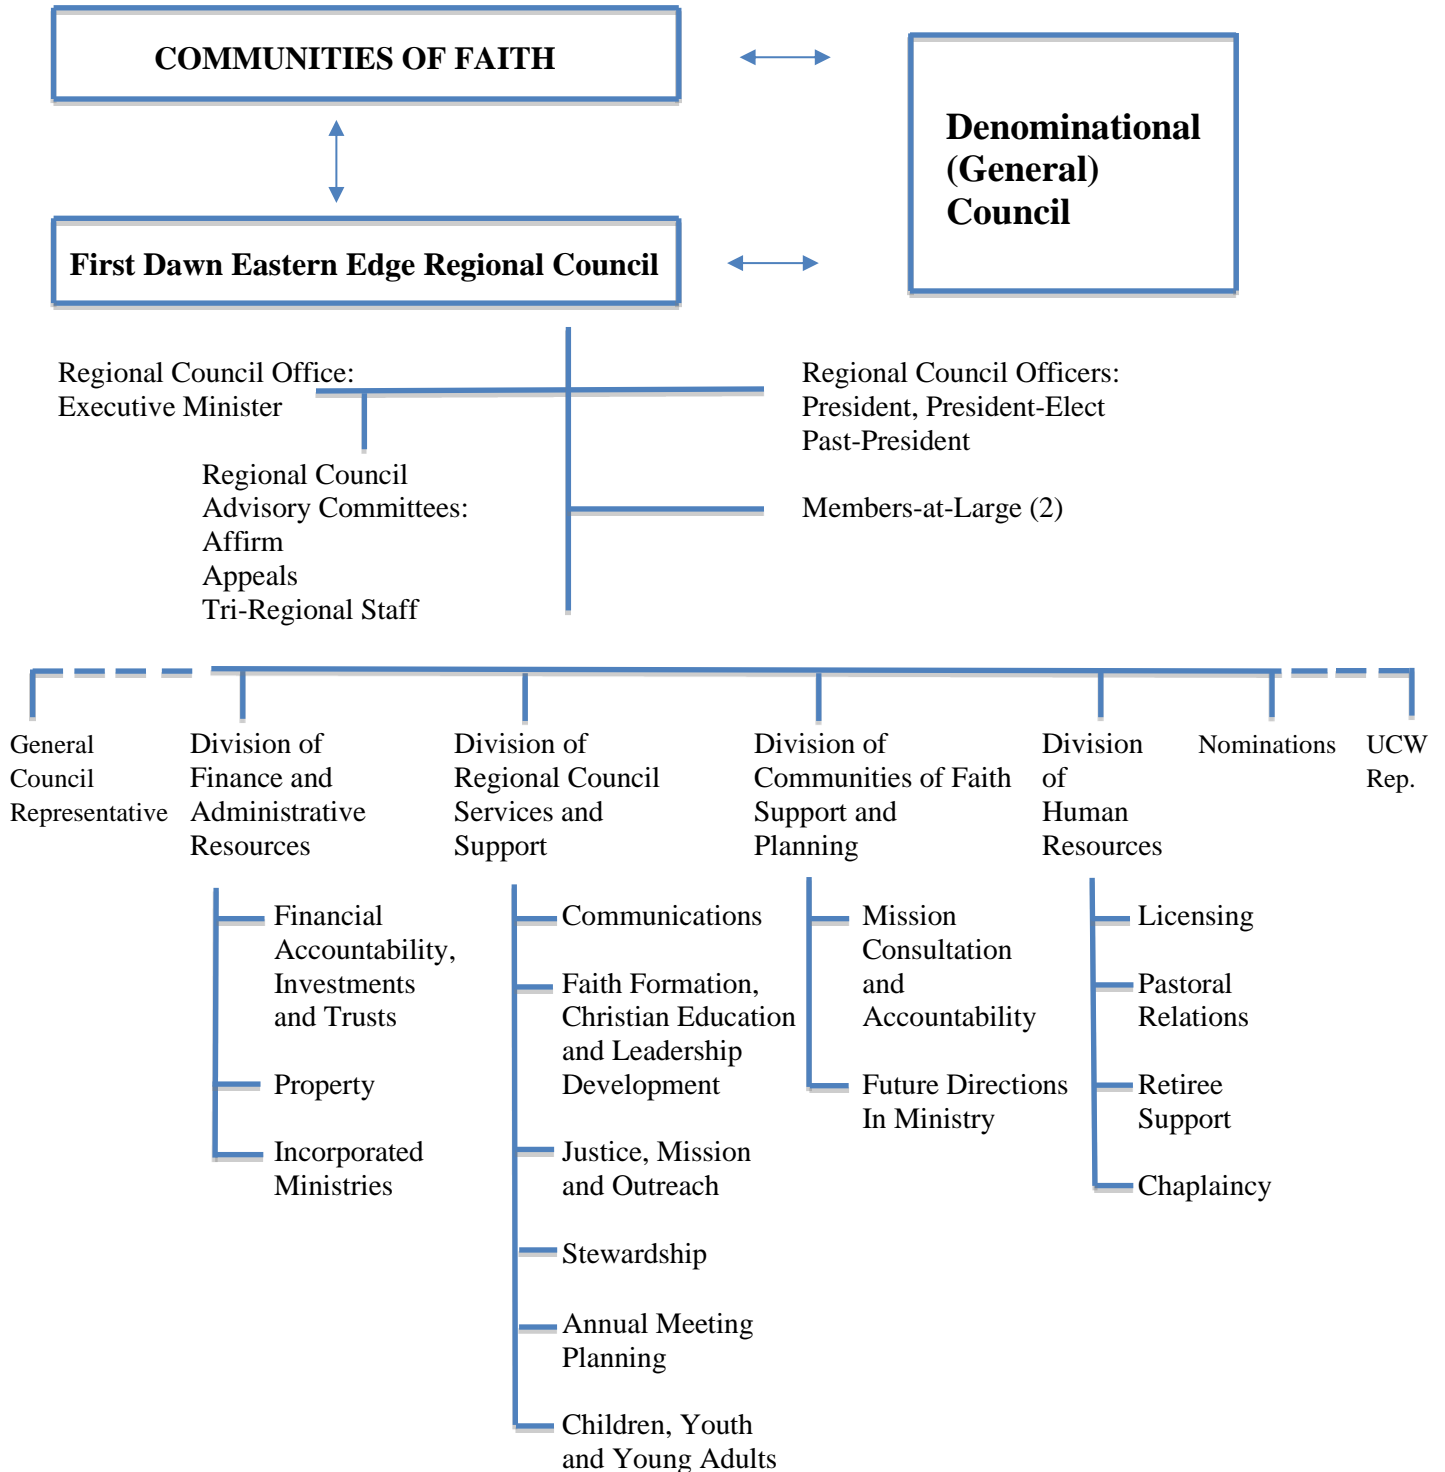 COMMUNITIES OF FAITH
Denominational
(General)
Council
First Dawn Eastern Edge Regional Council
Regional Council Office:
Executive Minister
Regional Council Officers:
President, President-Elect
Past-President
Regional Council
Advisory Committees:
Affirm
Appeals
Tri-Regional Staff
Members-at-Large (2)
General
Council
Representative
Division of
Finance and
Administrative
Resources
Division of
Regional Council
Services and
Support
Division of
Communities of Faith
Support and
Planning
Division
of
Human
Resources
Nominations
UCW
Rep.
Financial
Accountability,
Investments
and Trusts
Property
Incorporated
Ministries
Communications
Faith Formation,
Christian Education
and Leadership
Development
Justice, Mission
and Outreach
Stewardship
Annual Meeting
Planning
Children, Youth
and Young Adults
Mission
Consultation
and
Accountability
Future Directions
In Ministry
Licensing
Pastoral
Relations
Retiree
Support
Chaplaincy